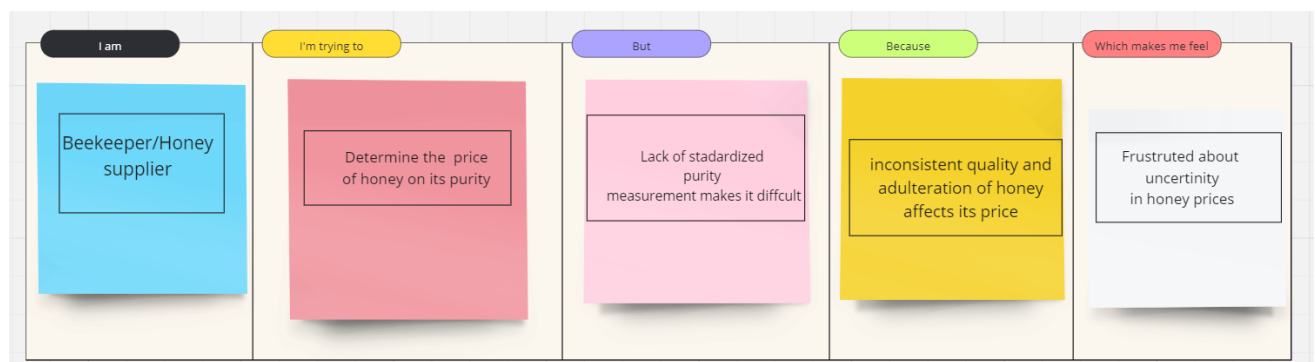 I am
I'm trying to
But
Because
Which makes me feel
Beekeeper/Honey
supplier
Determine the price
of honey on its purity
Lack of stadardized
purity
measurement makes it diffcult
inconsistent quality and
adulteration of honey
affects its price
Frustruted about
uncertinity
in honey prices